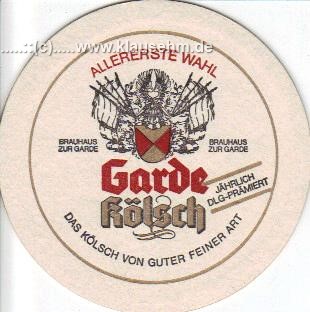 .....::(c).....www.klausehm.de
ALLERERSTE WAHL
BRAUHAUS
ZUR GARDE
BRAUHAUS
ZUR GARDE
Garde
Kölsch
JÄHRLICH
DLG-PRÄMIERT
DAS KÖLSCH VON GUTER FEINER ART